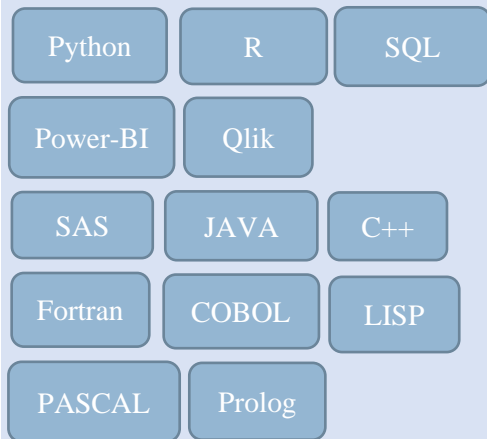 Python R SQL
Power-BI Qlik
SAS JAVA C++
Fortran COBOL LISP
PASCAL Prolog